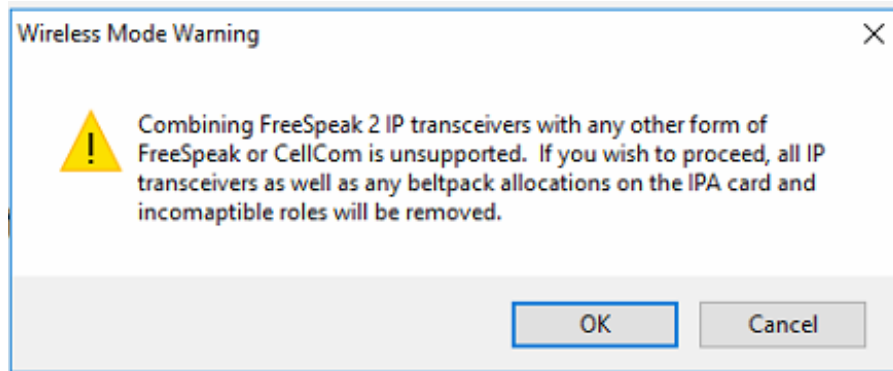 Wireless Mode Warning
Combining FreeSpeak 2 IP transceivers with any other form of
FreeSpeak or CellCom is unsupported.  If you wish to proceed, all IP
transceivers as well as any beltpack allocations on the IPA card and
incomaptible roles will be removed.
OK
Cancel